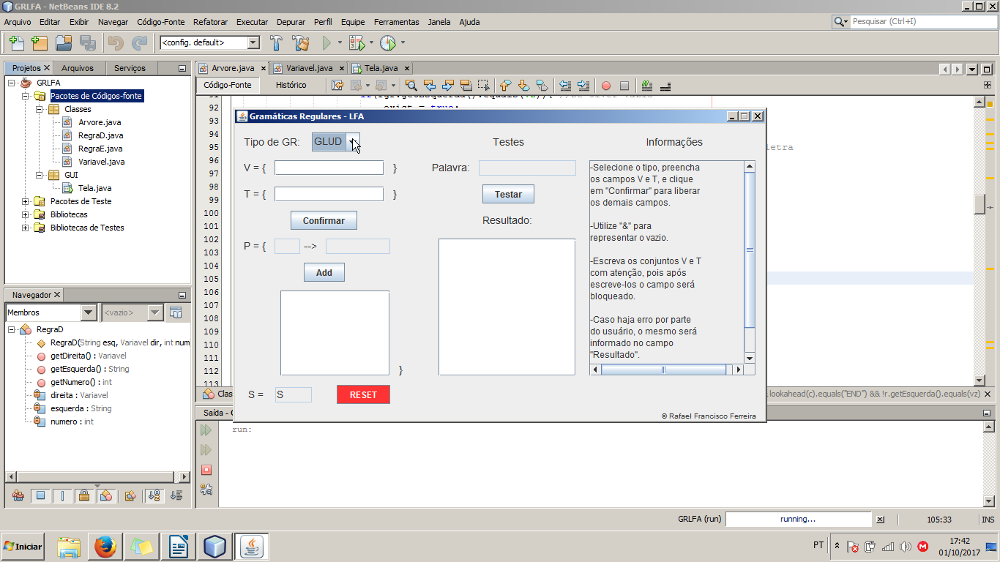 GRLFA - NetBeans IDE 8.2
Arquivo Editar Exibir Navegar Código-Fonte Refatorar Executar Depurar Perfil Equipe Ferramentas Janela Ajuda
Pesquisar (Ctrl+I)
<config. default>
Projetos Arquivos Serviços
GRLFA
Pacotes de Códigos-fonte
Classes
Arvore.java
RegraD.java
RegraE.java
Variavel.java
GUI
Tela.java
Pacotes de Teste
Bibliotecas
Bibliotecas de Testes
Navegador
Membros
<vazio>
RegraD
RegraD(String esq, Variavel dir, int num
getDireita() : Variavel
getEsquerda() : String
getNumero() : int
direita : Variavel
esquerda : String
numero : int
Arvore.java Variavel.java Tela.java
Código-Fonte Histórico
91
92 exist = true;
93
94
95 letra
96
97
98
99
100
101
102
103
104
105
106
107
108
109
110
111
112
113
Gramáticas Regulares - LFA
Tipo de GR: GLUD
V = { }
T = { }
Confirmar
P = { -->
Add
}
S = S
RESET
Testes
Palavra:
Testar
Resultado:
Informações
-Selecione o tipo, preencha
os campos V e T, e clique
em "Confirmar" para liberar
os demais campos.
-Utilize "&" para
representar o vazio.
-Escreva os conjuntos V e T
com atenção, pois após
escreve-los o campo será
bloqueado.
-Caso haja erro por parte
do usuário, o mesmo será
informado no campo
"Resultado".
© Rafael Francisco Ferreira
lookahead(c).equals("END") && !r.getEsquerda().equals(vz)
run:
GRLFA (run) running... 105:33 INS
Iniciar
PT
17:42
01/10/2017